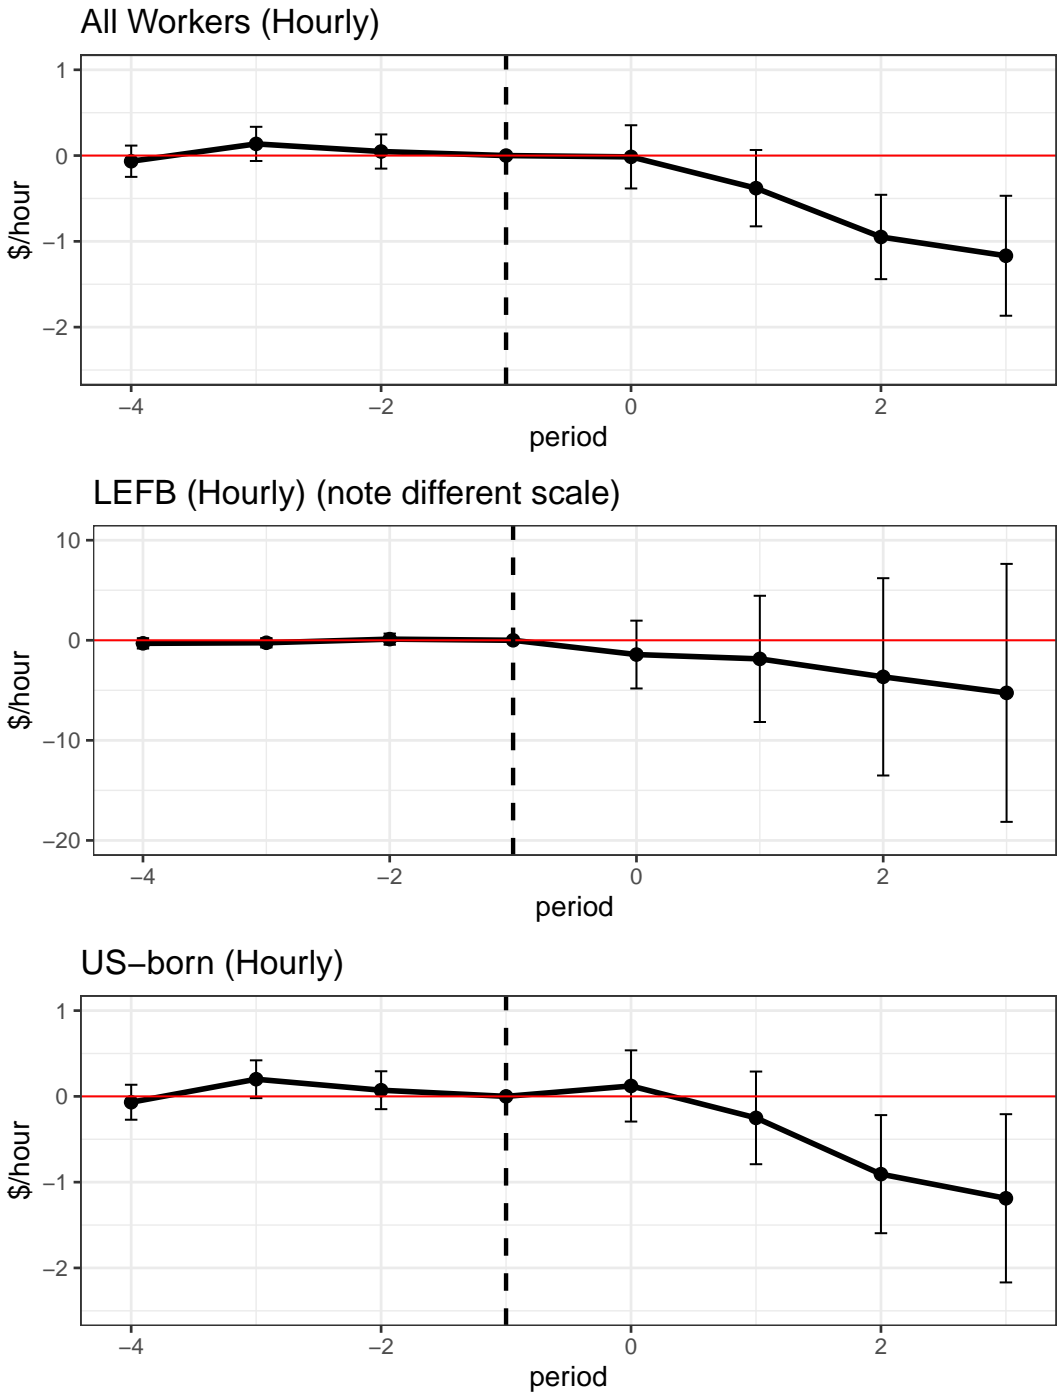 All Workers (Hourly)
1
0
−1
−2
$/hour
−4
−2
0
2
period
LEFB (Hourly) (note different scale)
10
0
−10
−20
$/hour
−4
−2
0
2
period
US−born (Hourly)
1
0
−1
−2
$/hour
−4
−2
0
2
period